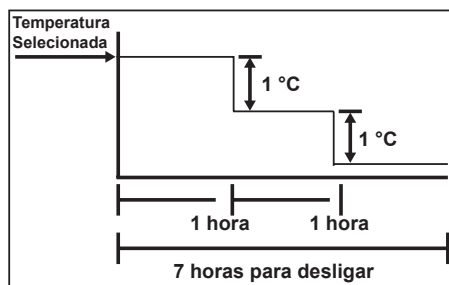 Temperatura
Selecionada
1 °C
1 °C
1 hora 1 hora
7 horas para desligar